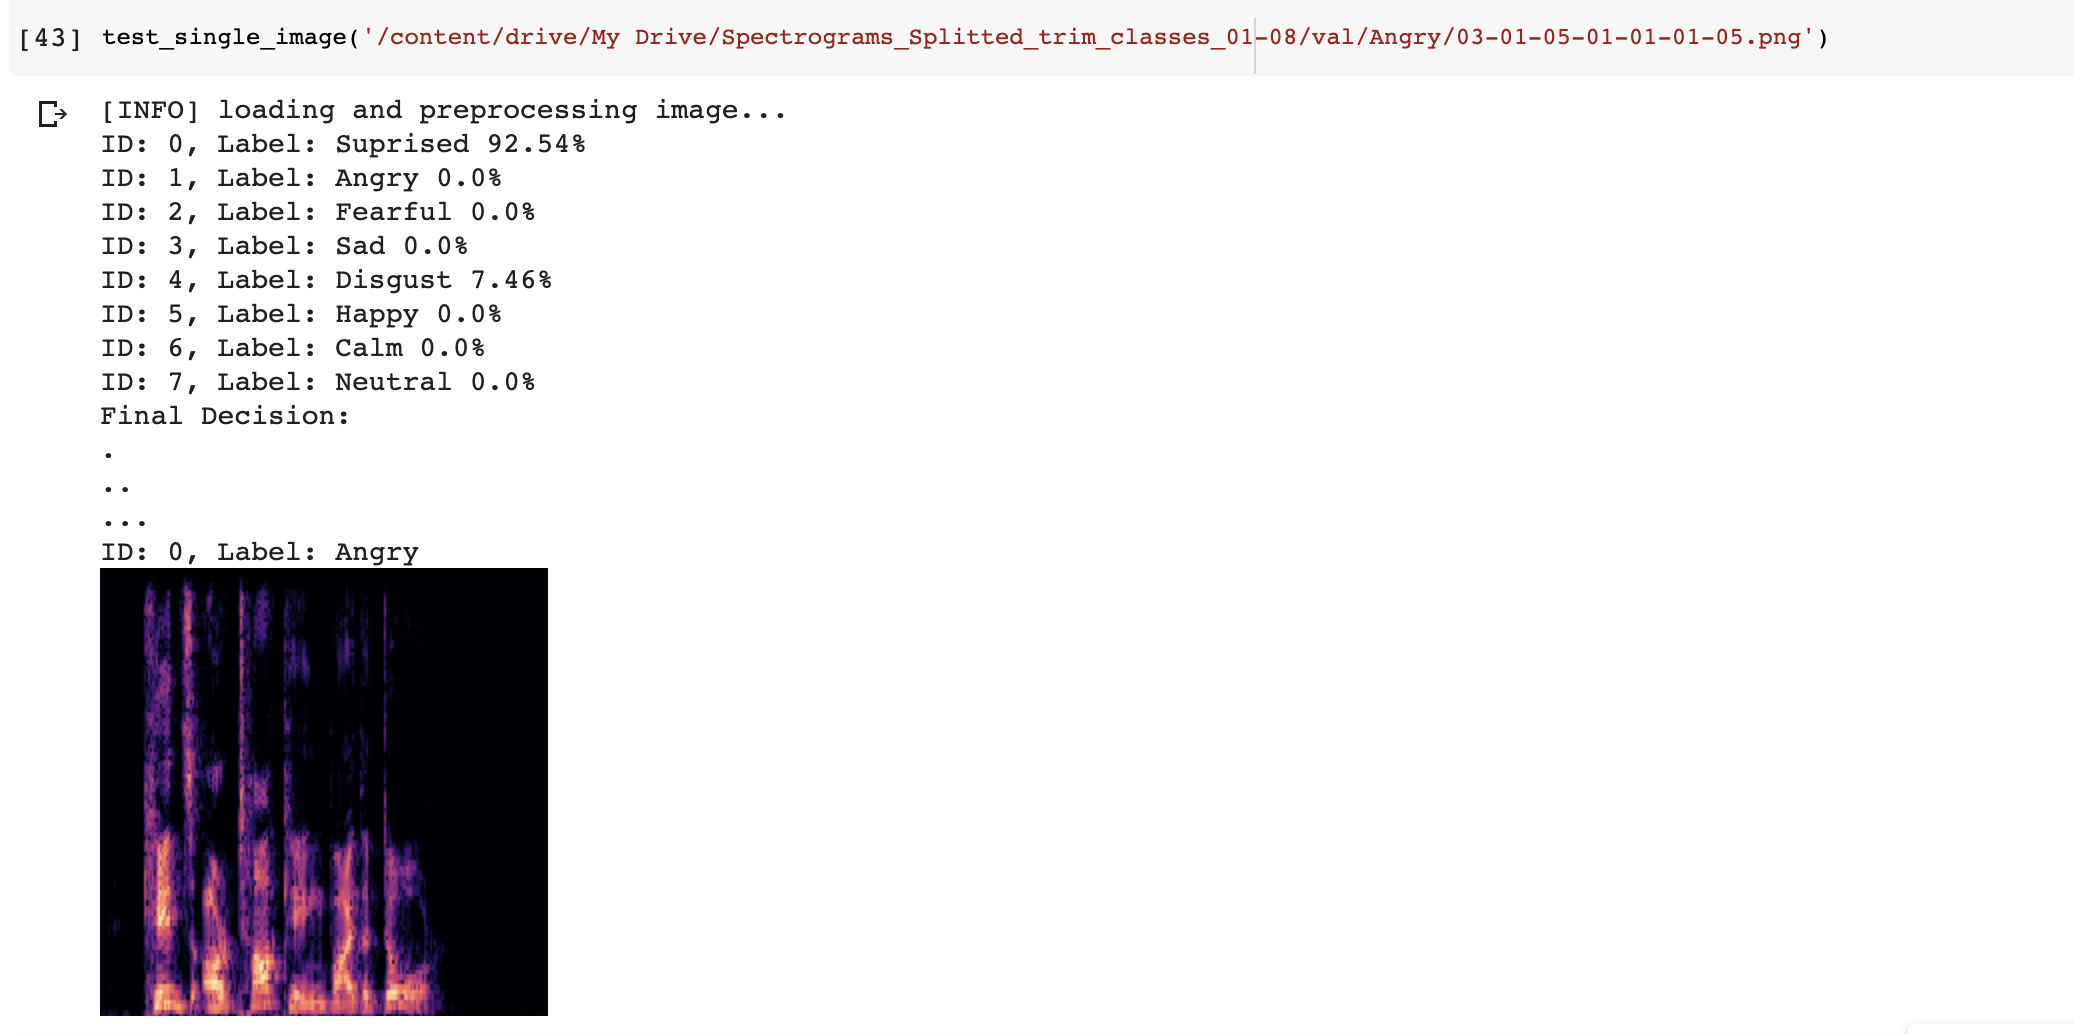 [43] test_single_image('/content/drive/My Drive/Spectrograms_Splitted_trim_classes_01-08/val/Angry/03-01-05-01-01-01-05.png')
[INFO] loading and preprocessing image...
ID: 0, Label: Suprised 92.54%
ID: 1, Label: Angry 0.0%
ID: 2, Label: Fearful 0.0%
ID: 3, Label: Sad 0.0%
ID: 4, Label: Disgust 7.46%
ID: 5, Label: Happy 0.0%
ID: 6, Label: Calm 0.0%
ID: 7, Label: Neutral 0.0%
Final Decision:
.
..
...
ID: 0, Label: Angry